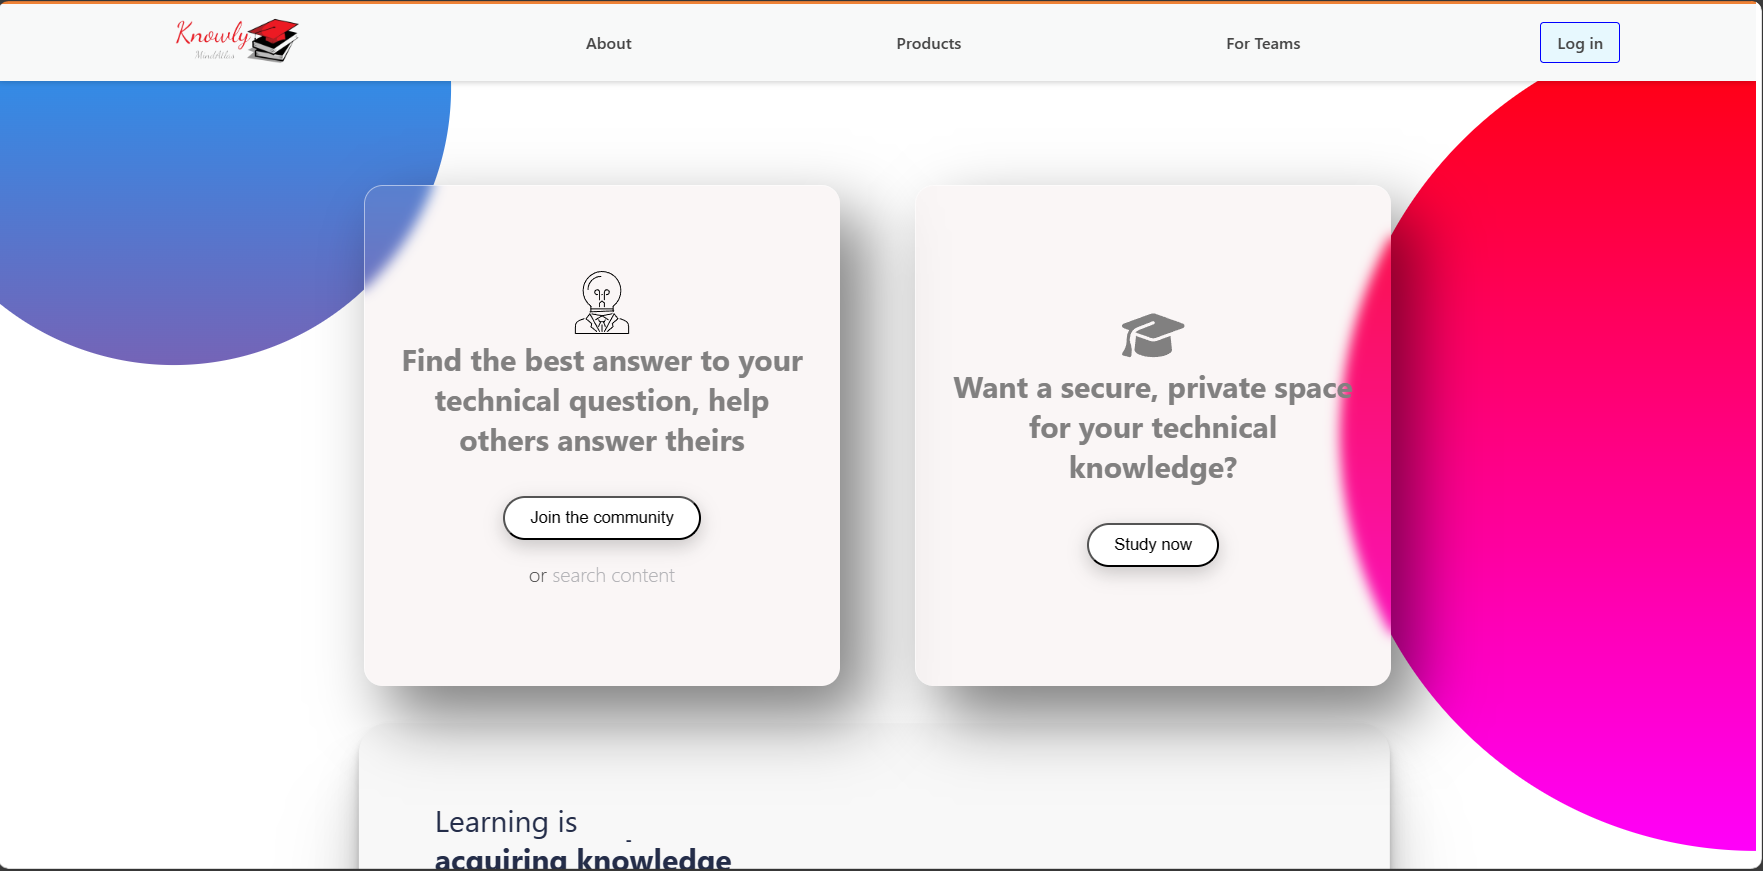 Knowly
MindAtlas
About
Products
For Teams
Log in
Find the best answer to your
technical question, help
others answer theirs
Join the community
or search content
Want a secure, private space
for your technical
knowledge?
Study now
Learning is
acquiring knowledge